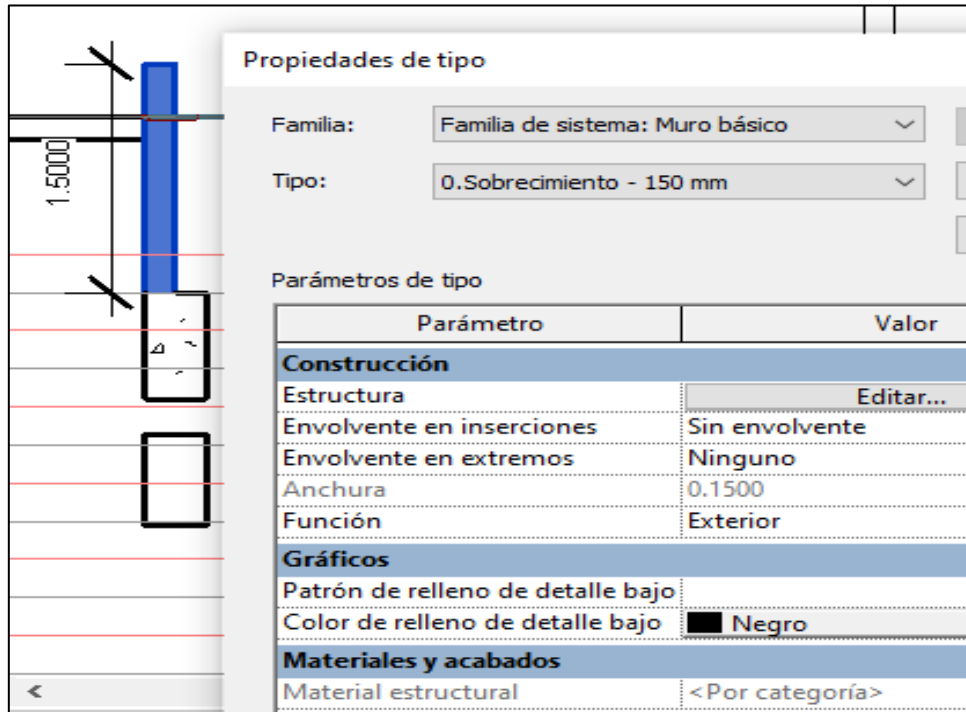 Propiedades de tipo
Familia: Familia de sistema: Muro básico
Tipo: 0.Sobrecimiento - 150 mm
1.5000
Parámetros de tipo
Parámetro Valor
Construcción
Estructura Editar...
Envolvente en inserciones Sin envolvente
Envolvente en extremos Ninguno
Anchura 0.1500
Función Exterior
Gráficos
Patrón de relleno de detalle bajo
Color de relleno de detalle bajo Negro
Materiales y acabados
Material estructural <Por categoría>